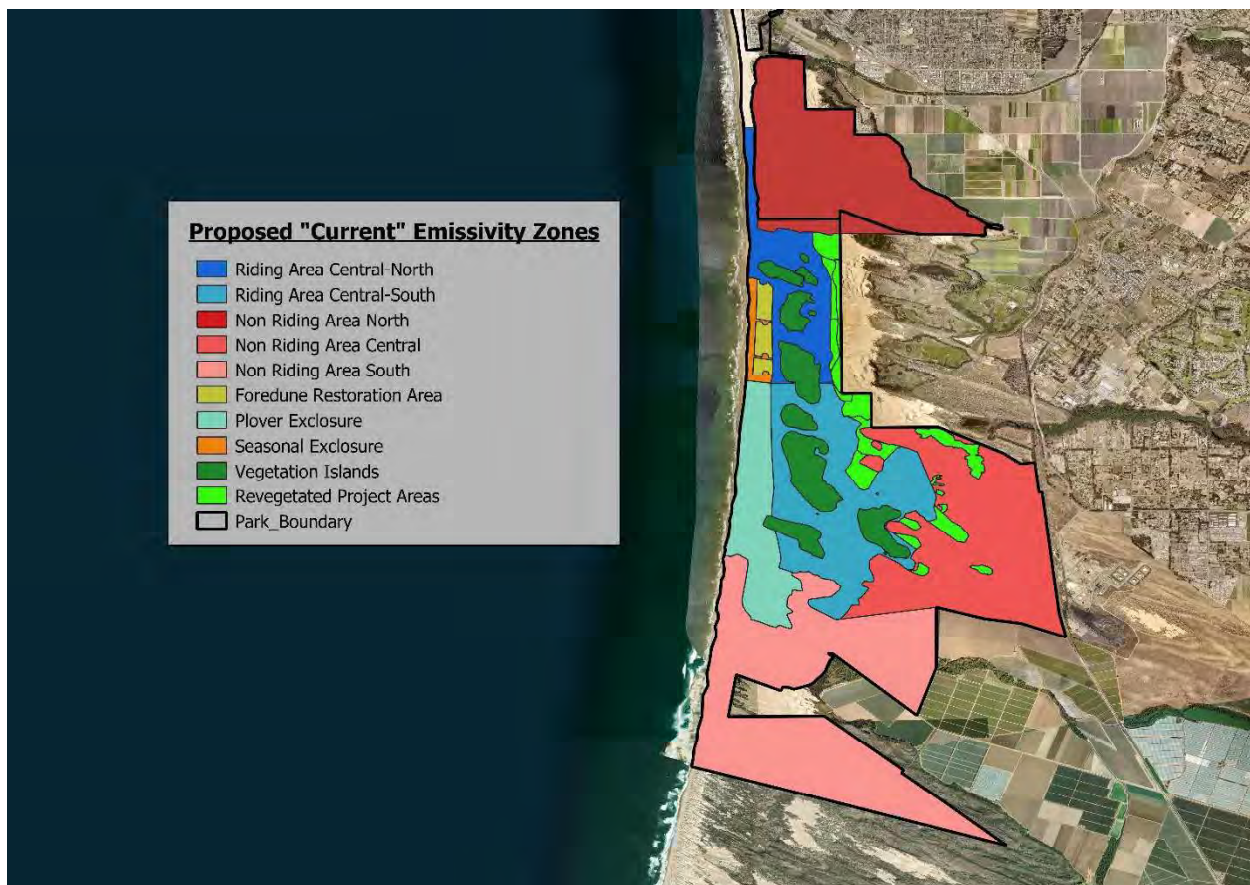 Proposed "Current" Emissivity Zones
Riding Area Central-North
Riding Area Central-South
Non Riding Area North
Non Riding Area Central
Non Riding Area South
Foredune Restoration Area
Plover Exclosure
Seasonal Exclosure
Vegetation Islands
Revegetated Project Areas
Park_Boundary